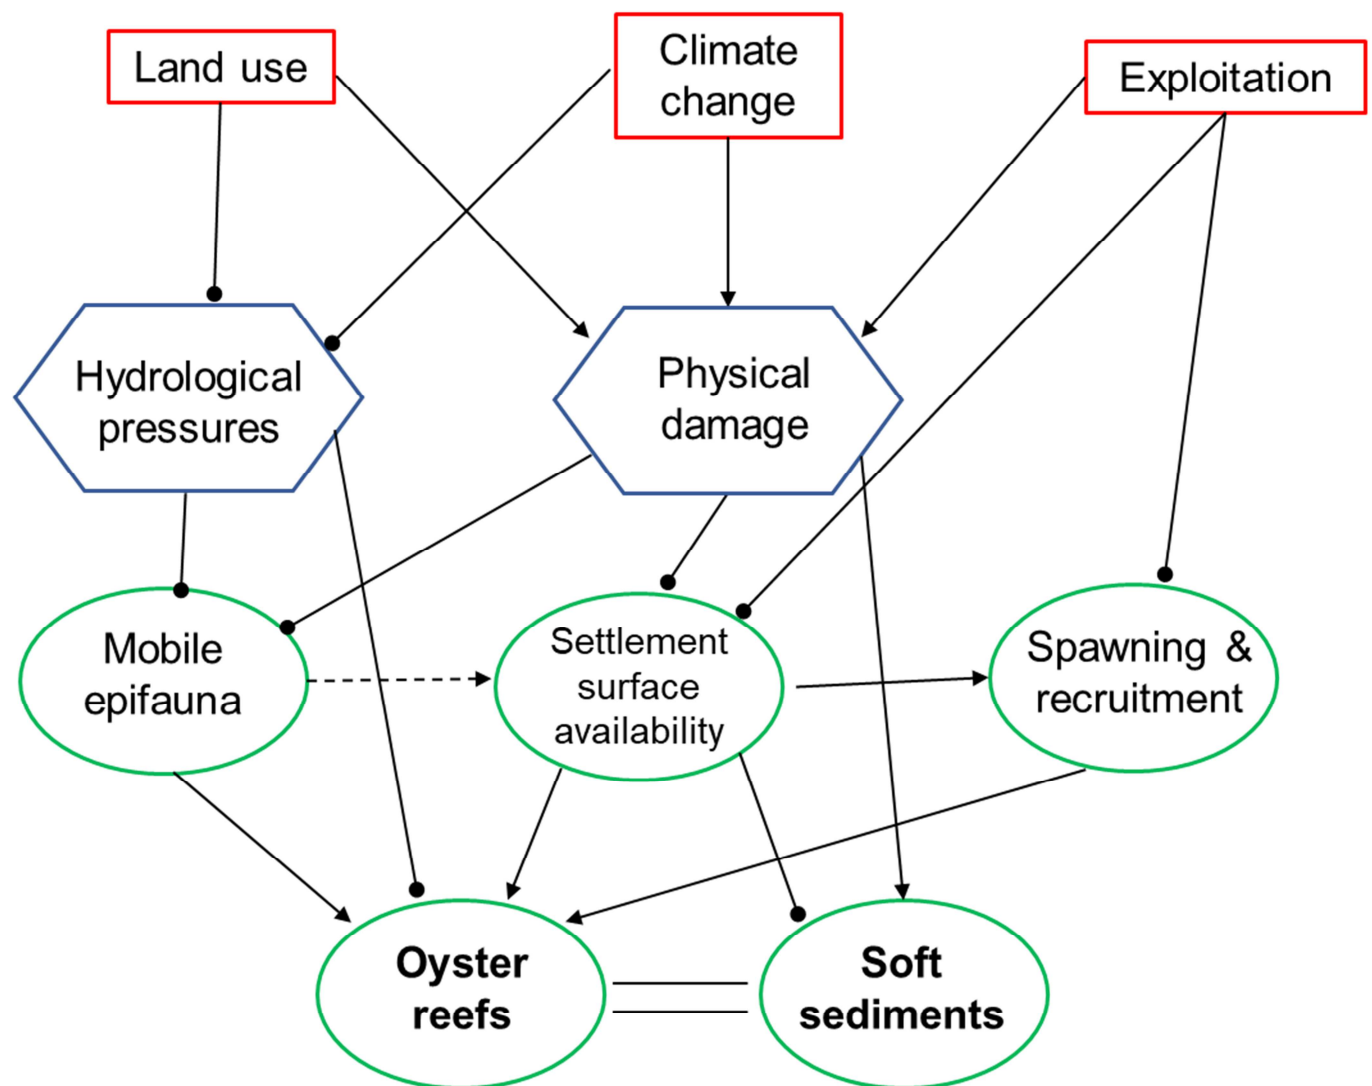 Land use
Climate
change
Exploitation
Hydrological
pressures
Physical
damage
Mobile
epifauna
Settlement
surface
availability
Spawning &
recruitment
Oyster
reefs
Soft
sediments